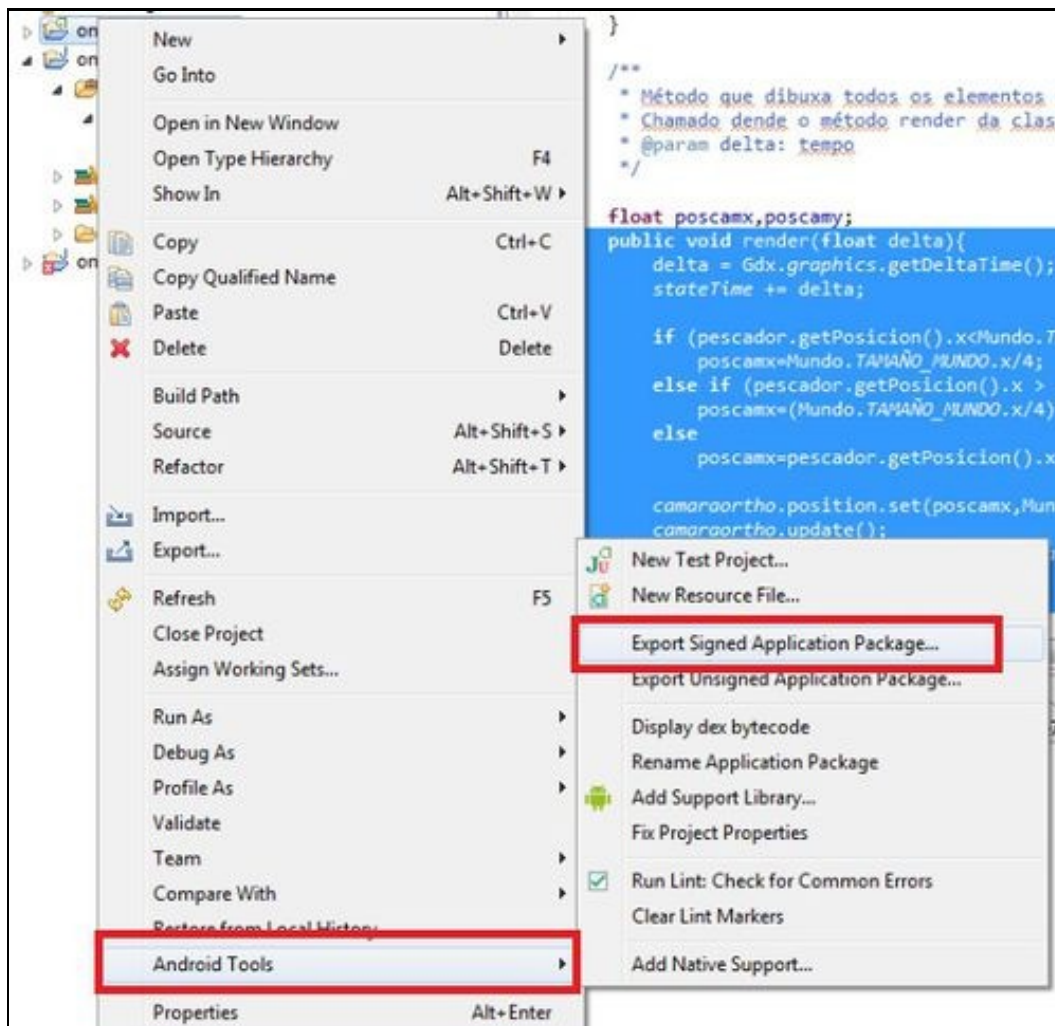 on
on
on
New
Go Into
Open in New Window
Open Type Hierarchy F4
Show In Alt+Shift+W
Copy Ctrl+C
Copy Qualified Name
Paste Ctrl+V
Delete Delete
Build Path
Source Alt+Shift+S
Refactor Alt+Shift+T
Import...
Export...
Refresh F5
Close Project
Assign Working Sets...
Run As
Debug As
Profile As
Validate
Team
Compare With
Restore from Local History
Android Tools
Properties Alt+Enter
}
/**
* Método que dibuxa todos os elementos
* Chamado dende o método render da clas
* @param delta: tempo
*/
float poscamx,poscamy;
public void render(float delta){
delta = Gdx.graphics.getDeltaTime();
stateTime += delta;
if (pescador.getPosicion().x<Mundo.T
poscamx=Mundo.TAMAÑO_MUNDO.x/4;
else if (pescador.getPosicion().x >
poscamx=(Mundo.TAMAÑO_MUNDO.x/4)
else
poscamx=pescador.getPosicion().x
camaraortho.position.set(poscamx,Mun
camaraortho.update();
New Test Project...
New Resource File...
Export Signed Application Package...
Export Unsigned Application Package...
Display dex bytecode
Rename Application Package
Add Support Library...
Fix Project Properties
Run Lint: Check for Common Errors
Clear Lint Markers
Add Native Support...